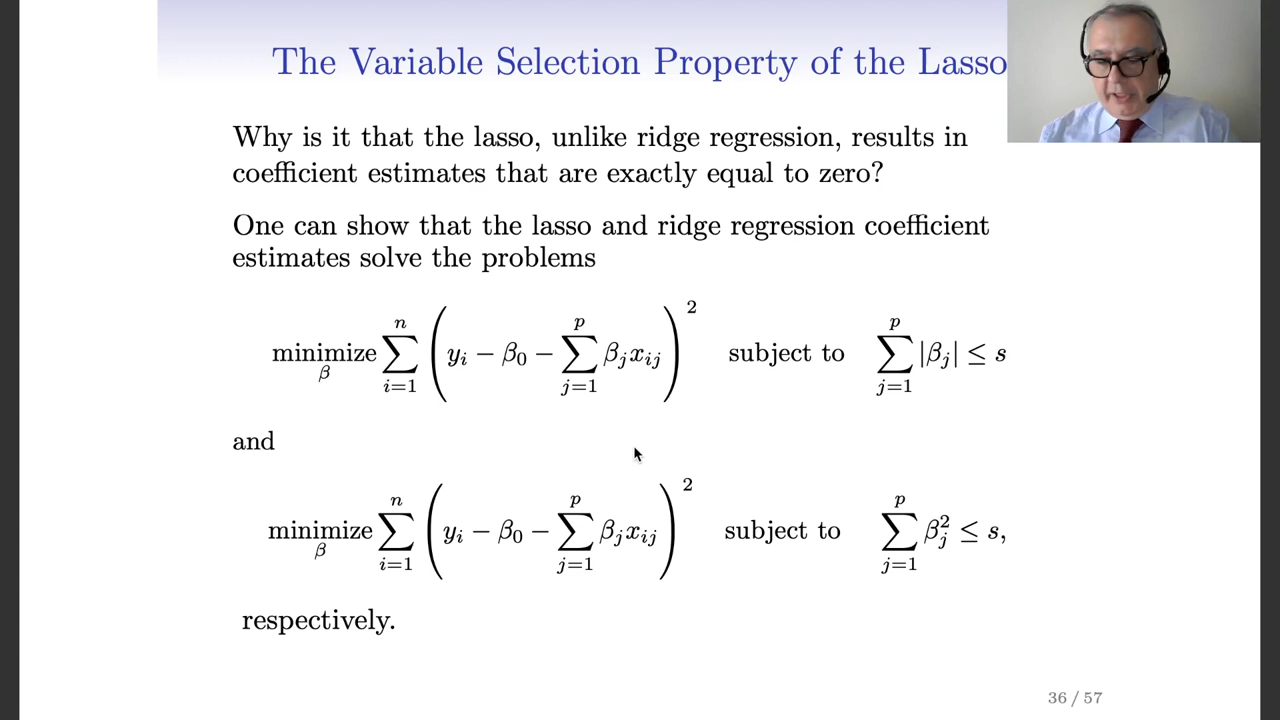 The Variable Selection Property of the Lasso
Why is it that the lasso, unlike ridge regression, results in
coefficient estimates that are exactly equal to zero?
One can show that the lasso and ridge regression coefficient
estimates solve the problems
minimize_β ∑_{i=1}^{n} ( y_i − β_0 − ∑_{j=1}^{p} β_j x_{ij} )^2 subject to ∑_{j=1}^{p} |β_j| ≤ s
and
minimize_β ∑_{i=1}^{n} ( y_i − β_0 − ∑_{j=1}^{p} β_j x_{ij} )^2 subject to ∑_{j=1}^{p} β_j^2 ≤ s,
respectively.
36 / 57